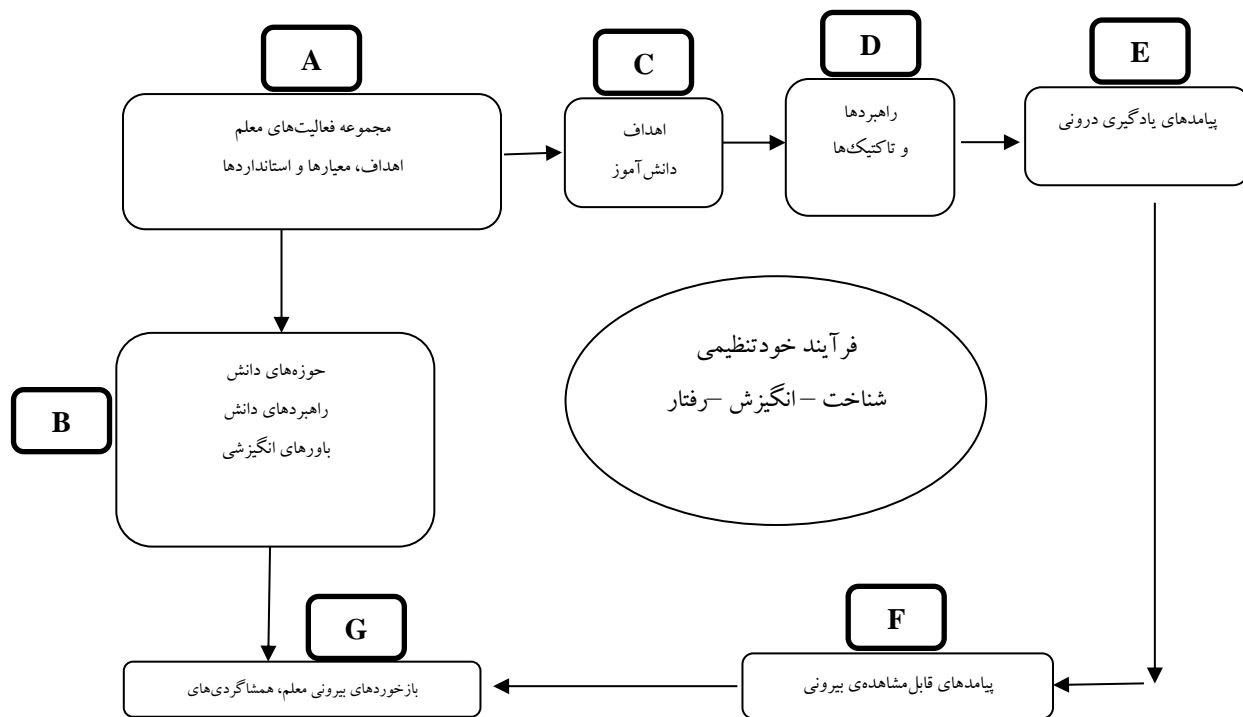 A
مجموعه فعالیت‌های معلم
اهداف، معیارها و استانداردها
C
اهداف
دانش‌آموز
D
راهبردها
و تاکتیک‌ها
E
پیامدهای یادگیری درونی
B
حوزه‌های دانش
راهبردهای دانش
باورهای انگیزشی
فرآیند خودتنظیمی
شناخت – انگیزش –رفتار
G
بازخوردهای بیرونی معلم، همشاگردی‌های
F
پیامدهای قابل‌مشاهده‌ی بیرونی